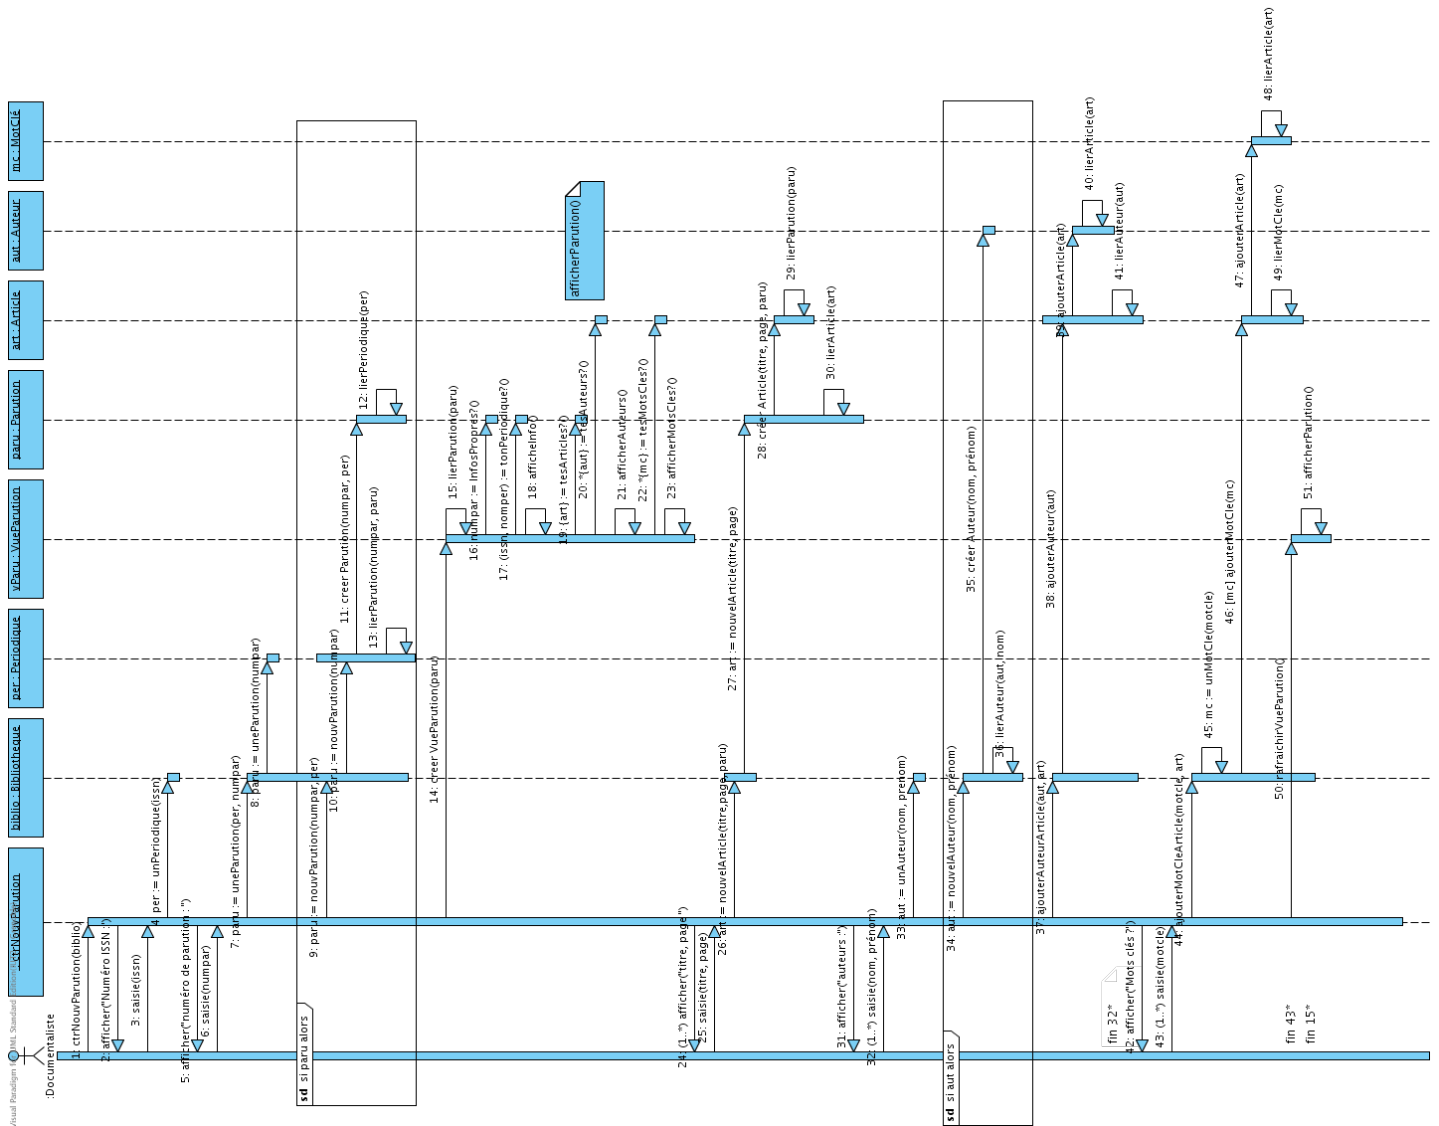 :Documentaliste
:ctrNouvParution
biblio : Bibliotheque
per : Periodique
vParu : VueParution
paru : Parution
art : Article
aut : Auteur
mc : MotClé
1: ctrNouvParution(biblio)
2: afficher("Numéro ISSN :")
3: saisie(issn)
4: per := unPeriodique(issn)
5: afficher("numéro de parution :")
6: saisie(numpar)
7: paru := uneParution(per, numpar)
8: paru := uneParution(numpar)
sd si paru alors
9: paru := nouvParution(numpar, per)
10: paru := nouvParution(numpar)
11: creer Parution(numpar, per)
12: lierPeriodique(per)
13: lierParution(numpar, paru)
14: creer VueParution(paru)
15: lierParution(paru)
16: numpar := InfosPropres?()
17: (issn, nomper) := tonPeriodique?()
18: afficheInfo()
19: {art} := tesArticles?()
20: *{aut} := tesAuteurs?()
21: afficherAuteurs()
22: *{mc} := tesMotsCles?()
23: afficherMotsCles?()
afficherParution()
24: (1..*) afficher("titre, page ")
25: saisie(titre, page)
26: art := nouvelArticle(titre,page, paru)
27: art := nouvelArticle(titre, page)
28: créer Article(titre, page, paru)
29: lierParution(paru)
30: lierArticle(art)
31: afficher("auteurs :")
32: (1..*) saisie(nom, prénom)
33: aut := unAuteur(nom, prenom)
sd si aut alors
34: aut := nouvelAuteur(nom, prénom)
35: créer Auteur(nom, prénom)
36: lierAuteur(aut,nom)
37: ajouterAuteurArticle(aut, art)
38: ajouterAuteur(aut)
39: ajouterArticle(art)
40: lierArticle(art)
41: lierAuteur(aut)
fin 32*
42: afficher("Mots clés ?")
43: (1..*) saisie(motcle)
44: ajouterMotCleArticle(motcle, art)
45: mc := unMotCle(motcle)
46: [mc] ajouterMotCle(mc)
47: ajouterArticle(art)
48: lierArticle(art)
49: lierMotCle(mc)
fin 43*
fin 15*
50: rafraichirVueParution()
51: afficherParution()